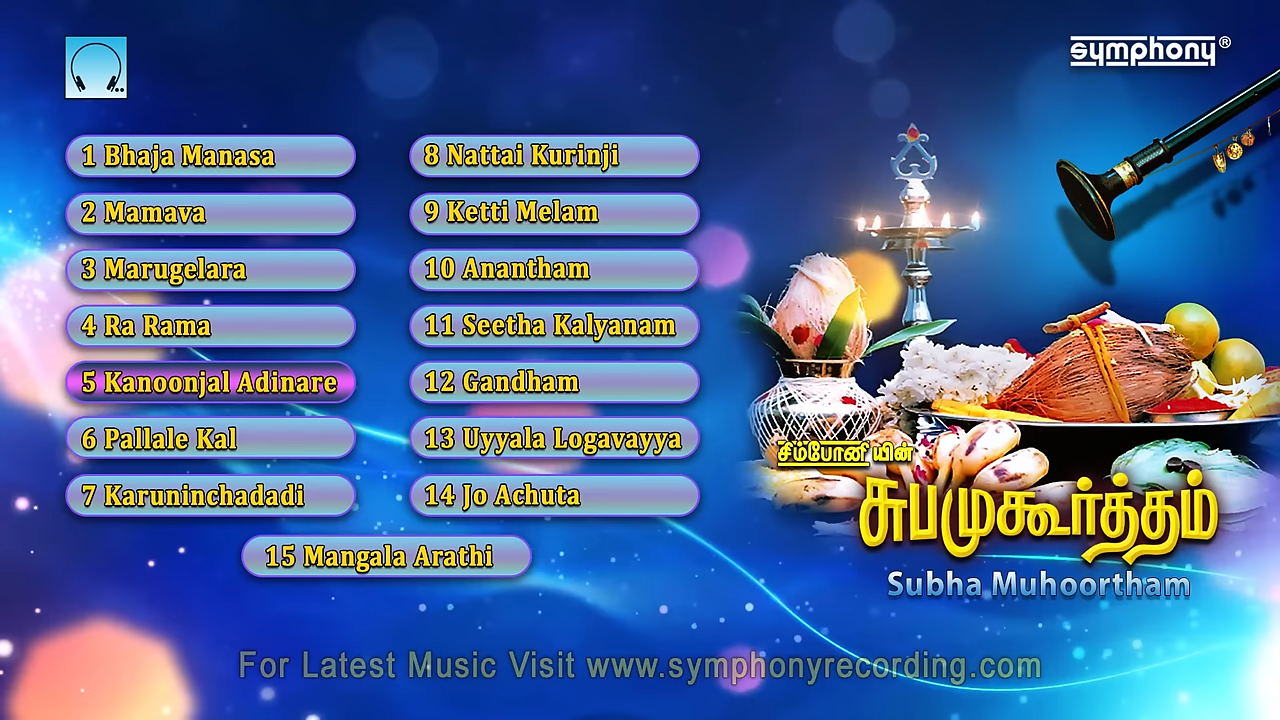 symphony®
1 Bhaja Manasa
2 Mamava
3 Marugelara
4 Ra Rama
5 Kanoonjal Adinare
6 Pallale Kal
7 Karuninchadadi
8 Nattai Kurinji
9 Ketti Melam
10 Anantham
11 Seetha Kalyanam
12 Gandham
13 Uyyala Logavayya
14 Jo Achuta
15 Mangala Arathi
சிம்போனி யின்
சுபமுகூர்த்தம்
Subha Muhoortham
For Latest Music Visit www.symphonyrecording.com